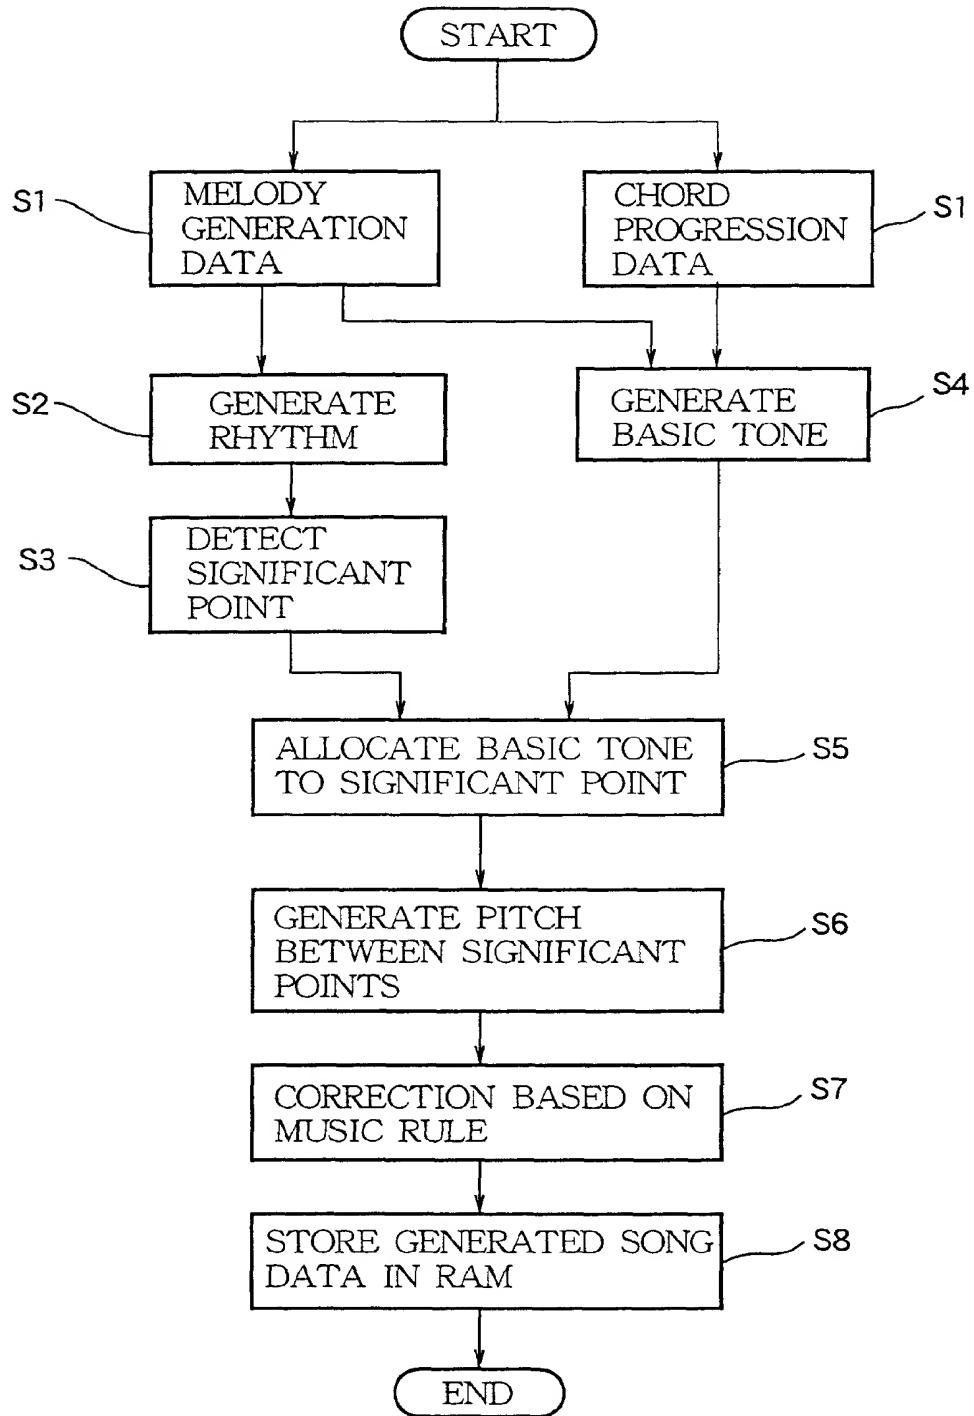 START
S1
MELODY
GENERATION
DATA
CHORD
PROGRESSION
DATA
S1
S2
GENERATE
RHYTHM
GENERATE
BASIC TONE
S4
S3
DETECT
SIGNIFICANT
POINT
ALLOCATE BASIC TONE
TO SIGNIFICANT POINT
S5
GENERATE PITCH
BETWEEN SIGNIFICANT
POINTS
S6
CORRECTION BASED ON
MUSIC RULE
S7
STORE GENERATED SONG
DATA IN RAM
S8
END